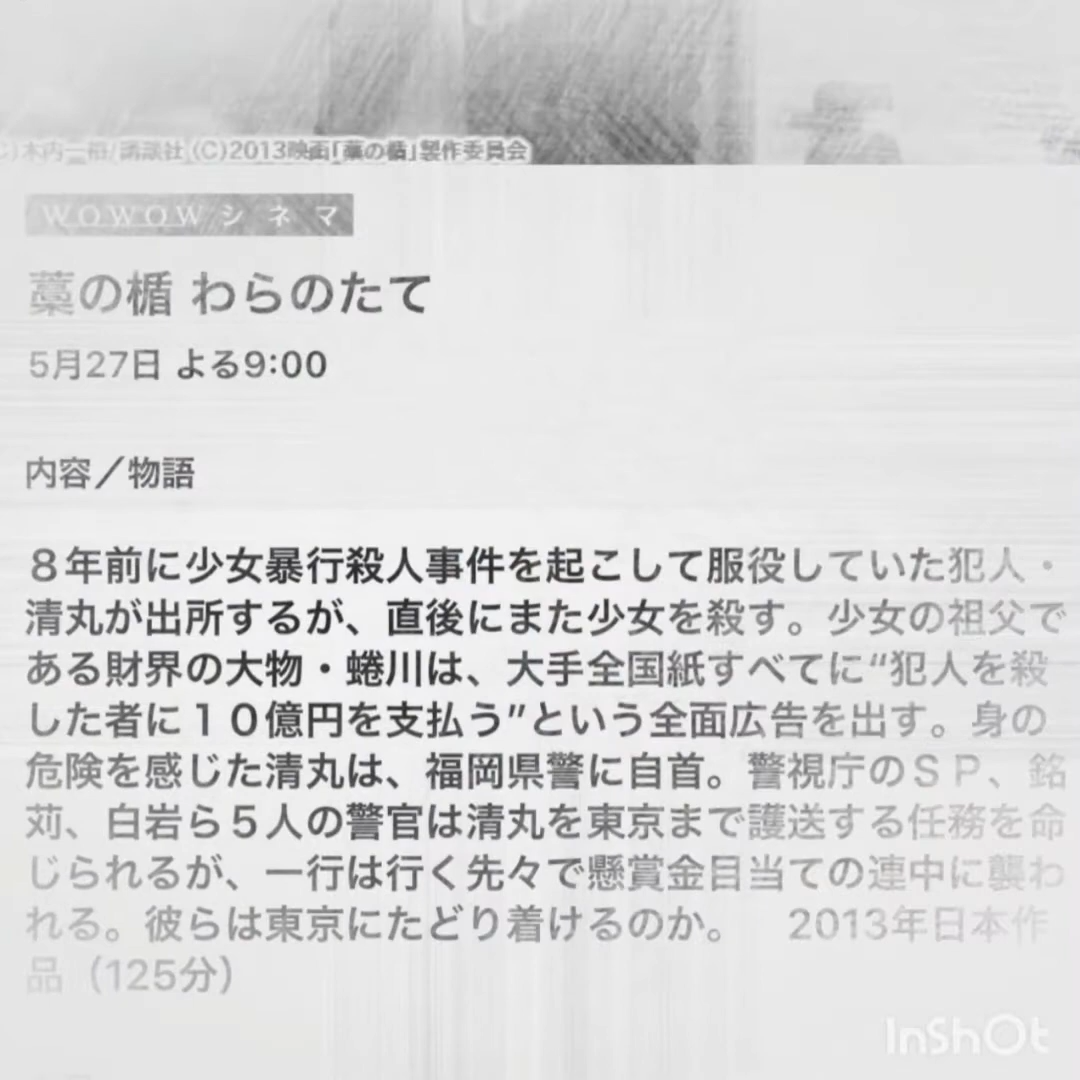 C)木内一裕/講談社 (C)2013映画「藁の楯」製作委員会
WOWOWシネマ
藁の楯 わらのたて
5月27日 よる9:00
内容／物語
８年前に少女暴行殺人事件を起こして服役していた犯人・
清丸が出所するが、直後にまた少女を殺す。少女の祖父で
ある財界の大物・蜷川は、大手全国紙すべてに“犯人を殺
した者に１０億円を支払う”という全面広告を出す。身の
危険を感じた清丸は、福岡県警に自首。警視庁のＳＰ、銘
苅、白岩ら５人の警官は清丸を東京まで護送する任務を命
じられるが、一行は行く先々で懸賞金目当ての連中に襲わ
れる。彼らは東京にたどり着けるのか。　2013年日本作
品（125分）
InShOt